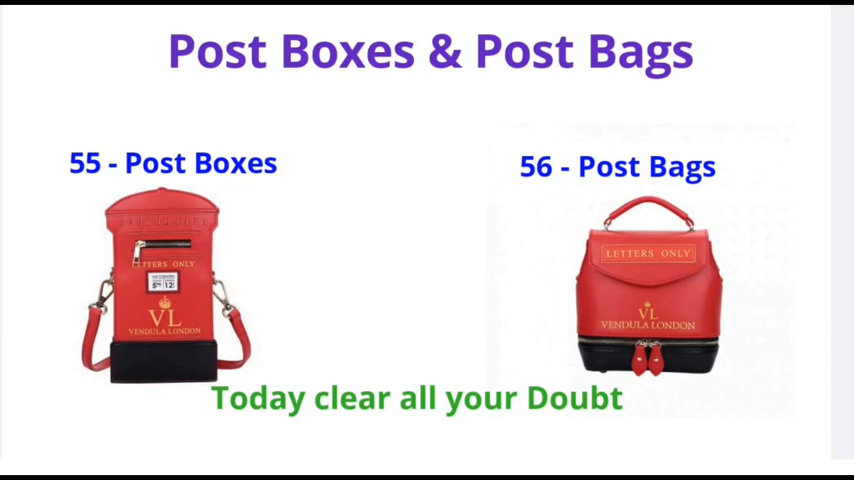 Post Boxes & Post Bags
55 - Post Boxes
56 - Post Bags
LETTERS ONLY
12
VL
VENDULA LONDON
LETTERS ONLY
VL
VENDULA LONDON
Today clear all your Doubt